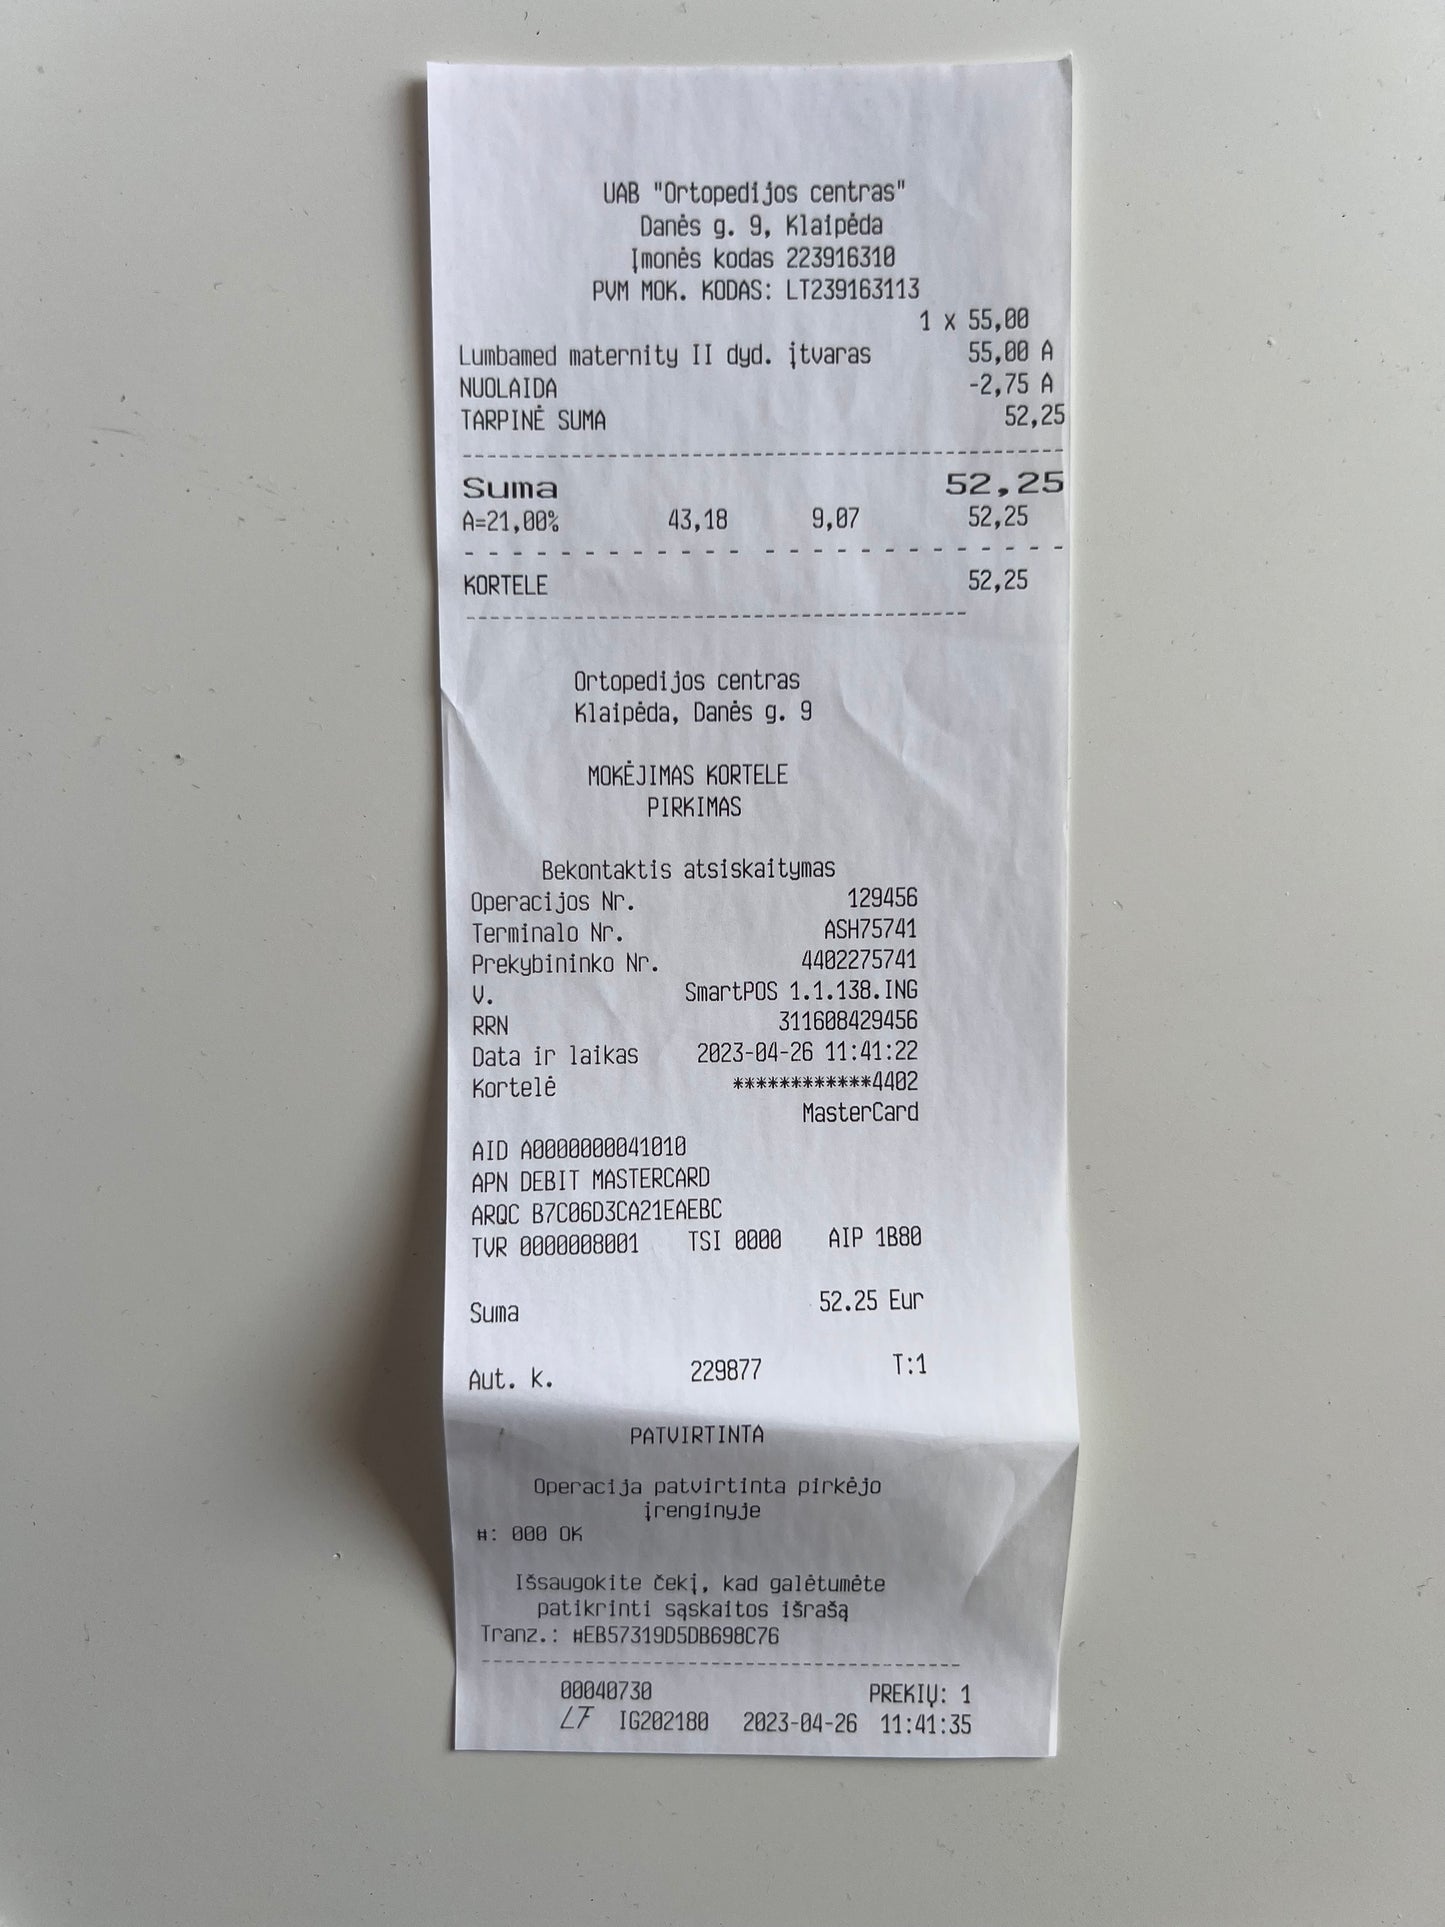 UAB "Ortopedijos centras"
Danės g. 9, Klaipėda
Įmonės kodas 223916310
PVM MOK. KODAS: LT239163113
1 x 55,00
Lumbamed maternity II dyd. įtvaras 55,00 A
NUOLAIDA -2,75 A
TARPINĖ SUMA 52,25
Suma 52,25
A=21,00% 43,18 9,07 52,25
KORTELE 52,25
Ortopedijos centras
Klaipėda, Danės g. 9
MOKĖJIMAS KORTELE
PIRKIMAS
Bekontaktis atsiskaitymas
Operacijos Nr. 129456
Terminalo Nr. ASH75741
Prekybininko Nr. 4402275741
V. SmartPOS 1.1.138.ING
RRN 311608429456
Data ir laikas 2023-04-26 11:41:22
Kortelė ************4402
MasterCard
AID A0000000041010
APN DEBIT MASTERCARD
ARQC B7C06D3CA21EAEBC
TVR 0000008001 TSI 0000 AIP 1B80
Suma 52.25 Eur
Aut. k. 229877 T:1
PATVIRTINTA
Operacija patvirtinta pirkėjo
įrenginyje
#: 000 OK
Išsaugokite čekį, kad galėtumėte
patikrinti sąskaitos išrašą
Tranz.: #EB57319D5DB698C76
00040730 PREKIŲ: 1
LF IG202180 2023-04-26 11:41:35